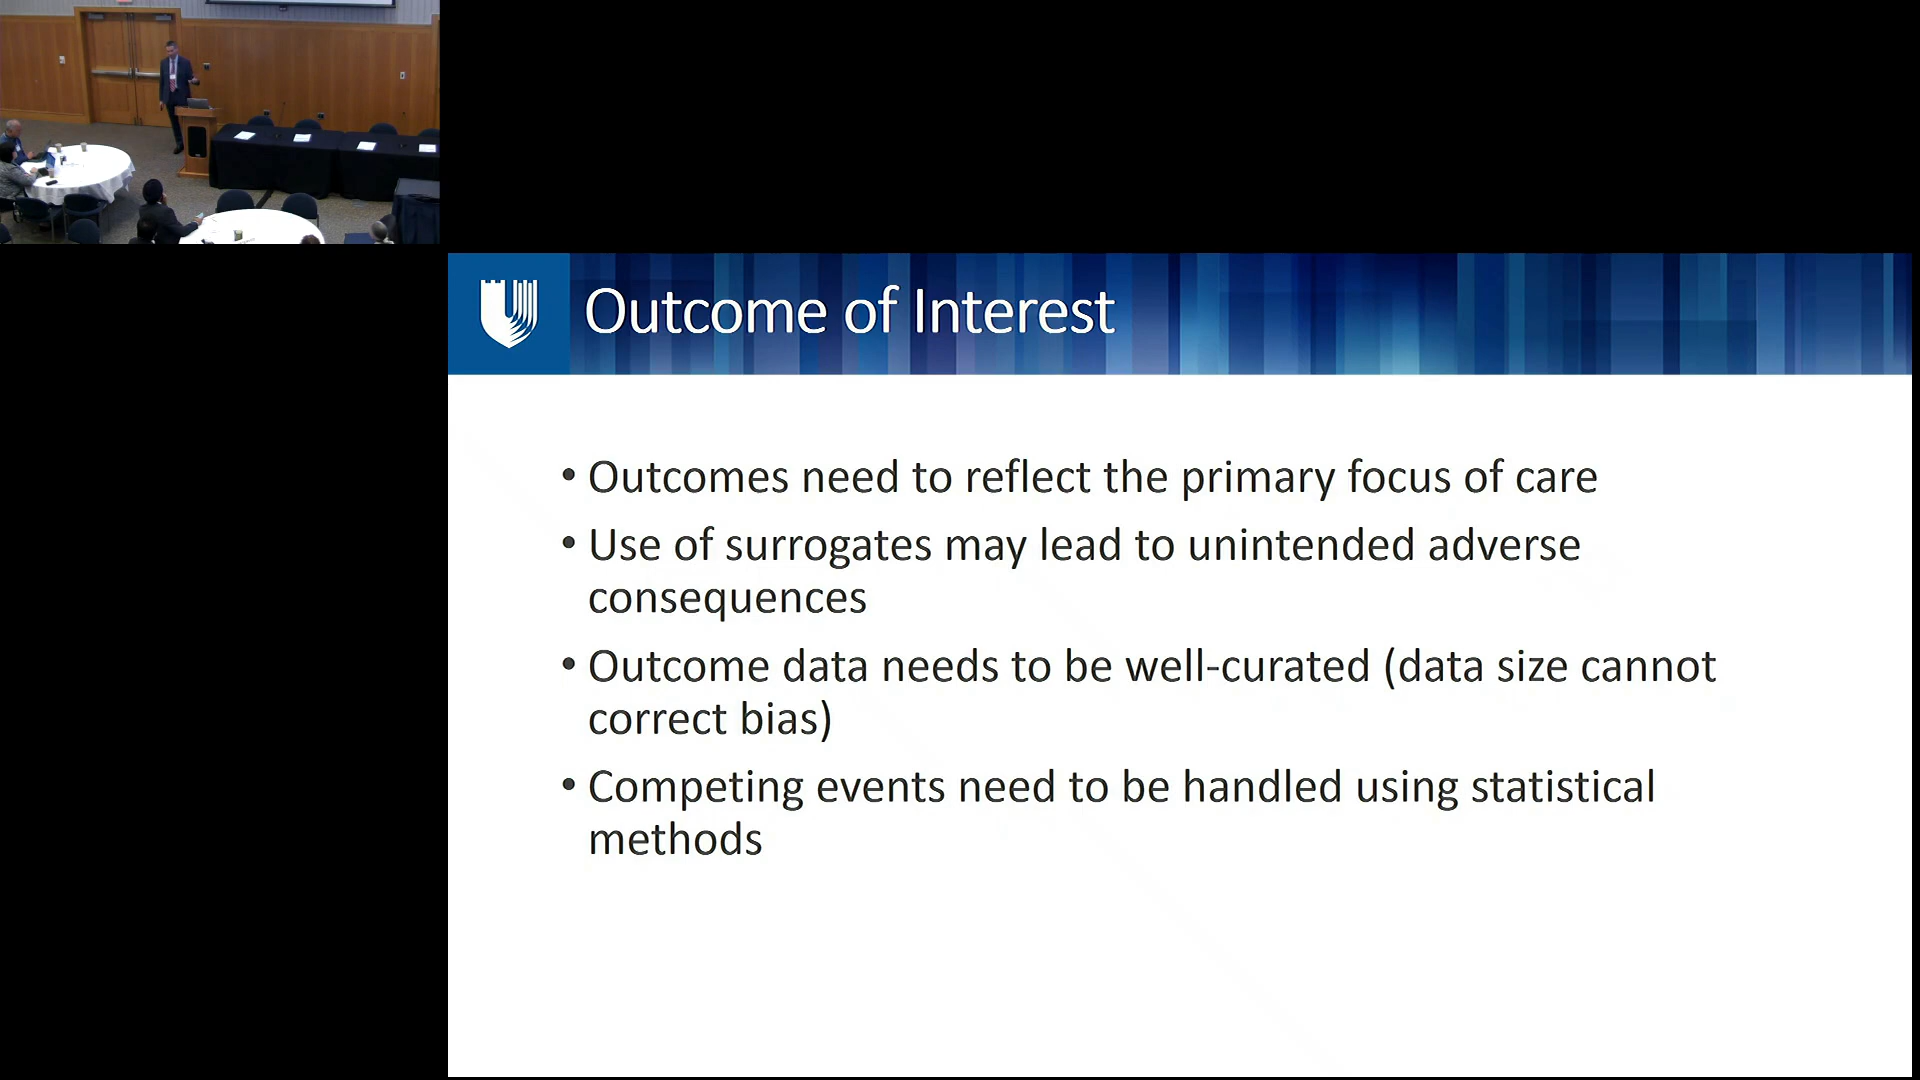 Outcome of Interest
• Outcomes need to reflect the primary focus of care
• Use of surrogates may lead to unintended adverse
consequences
• Outcome data needs to be well-curated (data size cannot
correct bias)
• Competing events need to be handled using statistical
methods